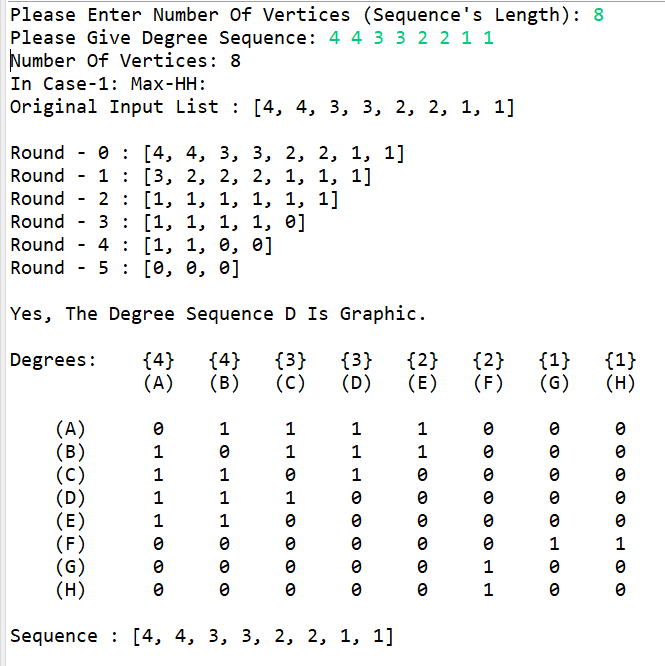 Please Enter Number Of Vertices (Sequence's Length): 8
Please Give Degree Sequence: 4 4 3 3 2 2 1 1
Number Of Vertices: 8
In Case-1: Max-HH:
Original Input List : [4, 4, 3, 3, 2, 2, 1, 1]
Round - 0 : [4, 4, 3, 3, 2, 2, 1, 1]
Round - 1 : [3, 2, 2, 2, 1, 1, 1]
Round - 2 : [1, 1, 1, 1, 1, 1]
Round - 3 : [1, 1, 1, 1, 0]
Round - 4 : [1, 1, 0, 0]
Round - 5 : [0, 0, 0]
Yes, The Degree Sequence D Is Graphic.
Degrees: {4} {4} {3} {3} {2} {2} {1} {1}
(A) (B) (C) (D) (E) (F) (G) (H)
(A) 0 1 1 1 1 0 0 0
(B) 1 0 1 1 1 0 0 0
(C) 1 1 0 1 0 0 0 0
(D) 1 1 1 0 0 0 0 0
(E) 1 1 0 0 0 0 0 0
(F) 0 0 0 0 0 0 1 1
(G) 0 0 0 0 0 1 0 0
(H) 0 0 0 0 0 1 0 0
Sequence : [4, 4, 3, 3, 2, 2, 1, 1]